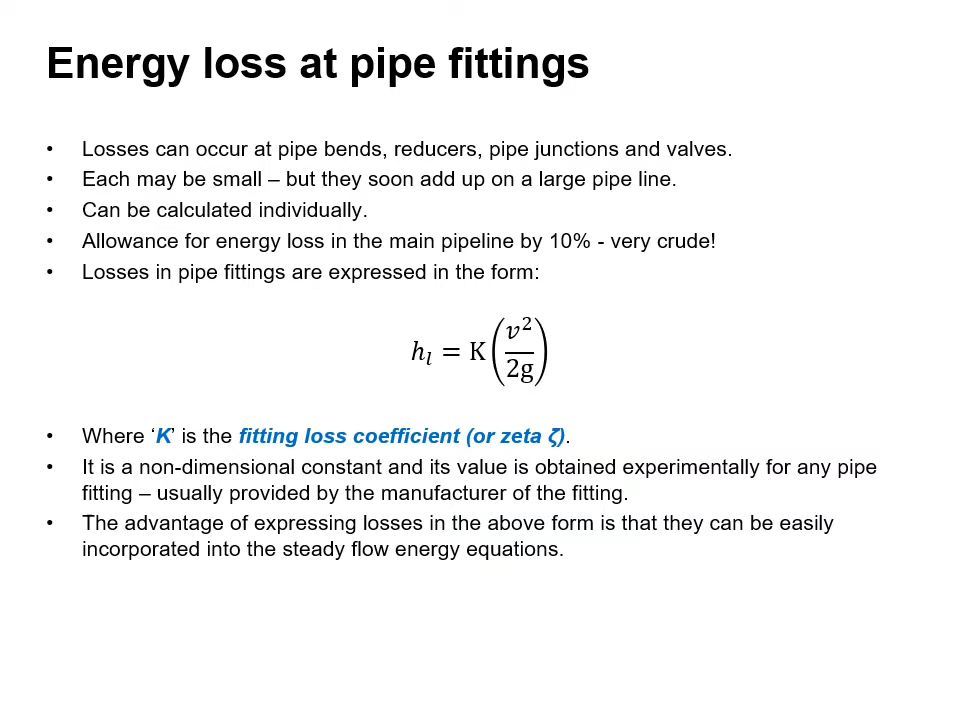 Energy loss at pipe fittings
• Losses can occur at pipe bends, reducers, pipe junctions and valves.
• Each may be small – but they soon add up on a large pipe line.
• Can be calculated individually.
• Allowance for energy loss in the main pipeline by 10% - very crude!
• Losses in pipe fittings are expressed in the form:
h_l = K(v^2/2g)
• Where ‘K’ is the fitting loss coefficient (or zeta ζ).
• It is a non-dimensional constant and its value is obtained experimentally for any pipe
fitting – usually provided by the manufacturer of the fitting.
• The advantage of expressing losses in the above form is that they can be easily
incorporated into the steady flow energy equations.